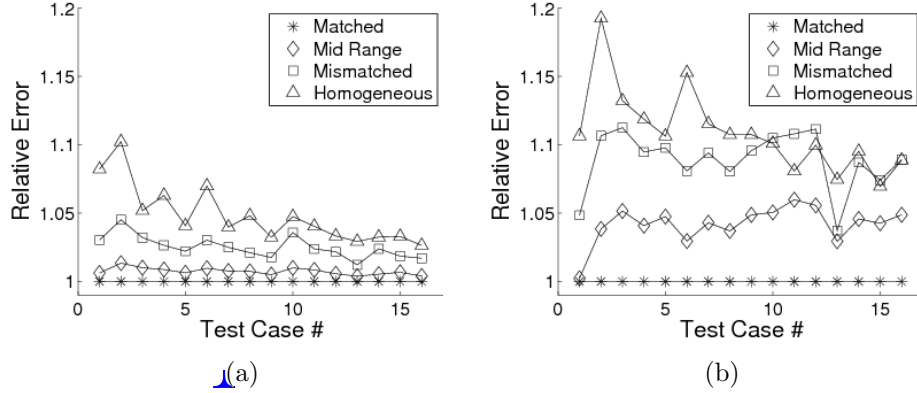 1.2
1.15
1.1
1.05
1
Relative Error
Matched
Mid Range
Mismatched
Homogeneous
0 5 10 15
Test Case #
(a)
1.2
1.15
1.1
1.05
1
Relative Error
Matched
Mid Range
Mismatched
Homogeneous
0 5 10 15
Test Case #
(b)